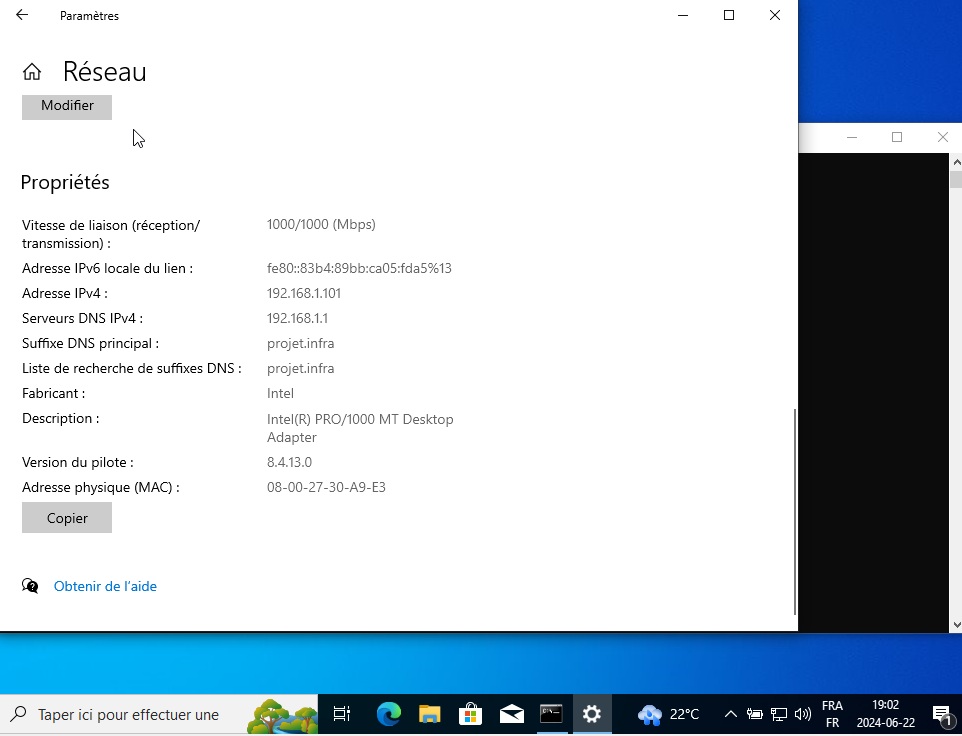 Paramètres
Réseau
Modifier
Propriétés
Vitesse de liaison (réception/ 1000/1000 (Mbps)
transmission) :
Adresse IPv6 locale du lien : fe80::83b4:89bb:ca05:fda5%13
Adresse IPv4 : 192.168.1.101
Serveurs DNS IPv4 : 192.168.1.1
Suffixe DNS principal : projet.infra
Liste de recherche de suffixes DNS : projet.infra
Fabricant : Intel
Description : Intel(R) PRO/1000 MT Desktop
Adapter
Version du pilote : 8.4.13.0
Adresse physique (MAC) : 08-00-27-30-A9-E3
Copier
Obtenir de l'aide
Taper ici pour effectuer une
22°C
FRA
FR
19:02
2024-06-22
1